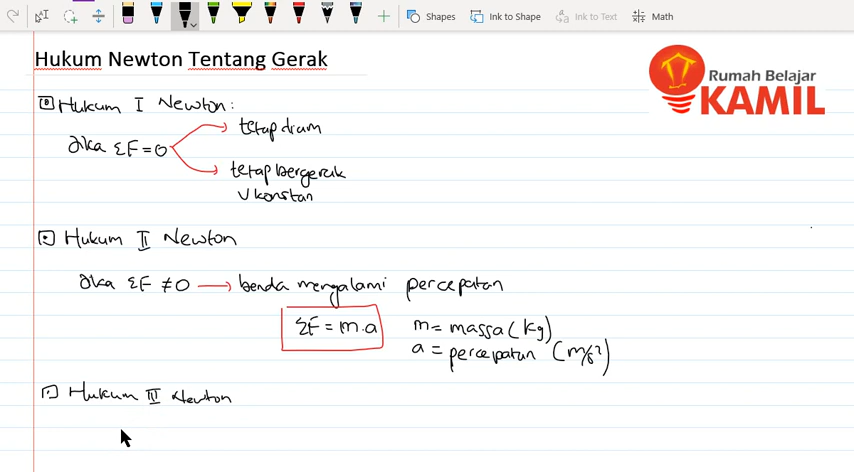 Shapes
Ink to Shape
Ink to Text
Math
Hukum Newton Tentang Gerak
Rumah Belajar
KAMIL
Hukum I Newton:
Jika ΣF=0
tetap diam
tetap bergerak
v konstan
Hukum II Newton
Jika ΣF ≠0 → benda mengalami percepatan
ΣF = m.a
m = massa (kg)
a = percepatan (m/s²)
Hukum III Newton